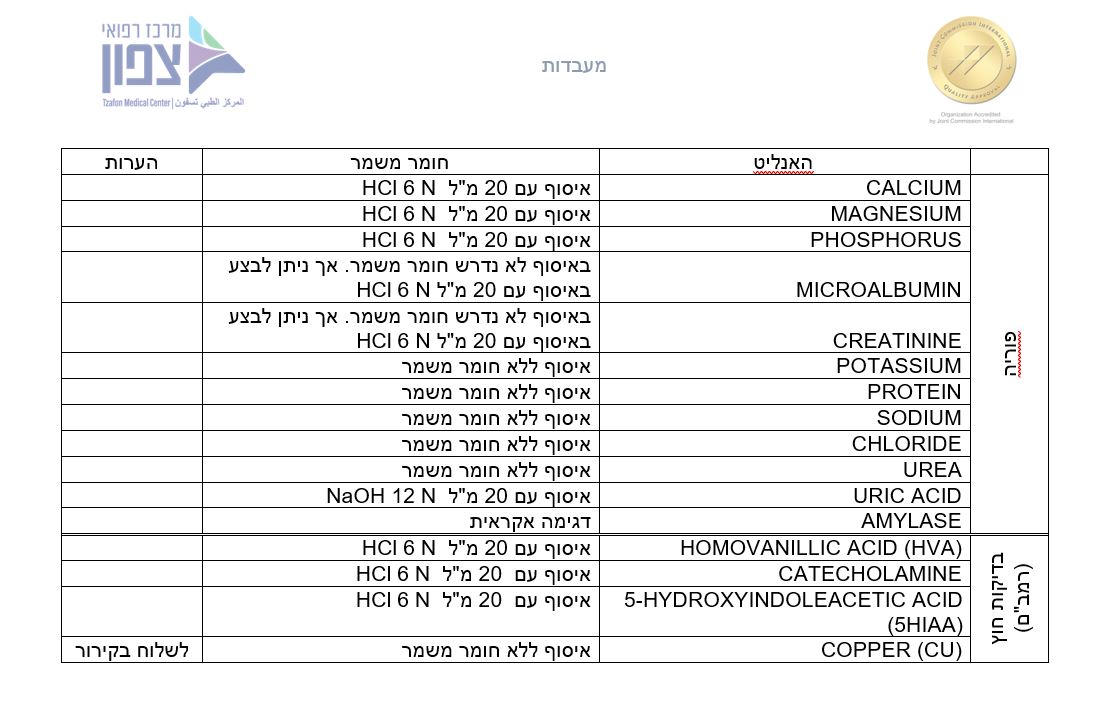 מרכז רפואי
צפון
Tzafon Medical Center | المركز الطبي تسفون
מעבדות
JOINT COMMISSION INTERNATIONAL
QUALITY APPROVAL
Organization Accredited
by Joint Commission International
האנליט חומר משמר הערות
פוריה
CALCIUM איסוף עם 20 מ"ל HCl 6 N
MAGNESIUM איסוף עם 20 מ"ל HCl 6 N
PHOSPHORUS איסוף עם 20 מ"ל HCl 6 N
באיסוף לא נדרש חומר משמר. אך ניתן לבצע
MICROALBUMIN באיסוף עם 20 מ"ל HCl 6 N
באיסוף לא נדרש חומר משמר. אך ניתן לבצע
CREATININE באיסוף עם 20 מ"ל HCl 6 N
POTASSIUM איסוף ללא חומר משמר
PROTEIN איסוף ללא חומר משמר
SODIUM איסוף ללא חומר משמר
CHLORIDE איסוף ללא חומר משמר
UREA איסוף ללא חומר משמר
URIC ACID איסוף עם 20 מ"ל NaOH 12 N
AMYLASE דגימה אקראית
בדיקות חוץ
(רמב"ם)
HOMOVANILLIC ACID (HVA) איסוף עם 20 מ"ל HCl 6 N
CATECHOLAMINE איסוף עם 20 מ"ל HCl 6 N
5-HYDROXYINDOLEACETIC ACID איסוף עם 20 מ"ל HCl 6 N
(5HIAA)
COPPER (CU) איסוף ללא חומר משמר לשלוח בקירור